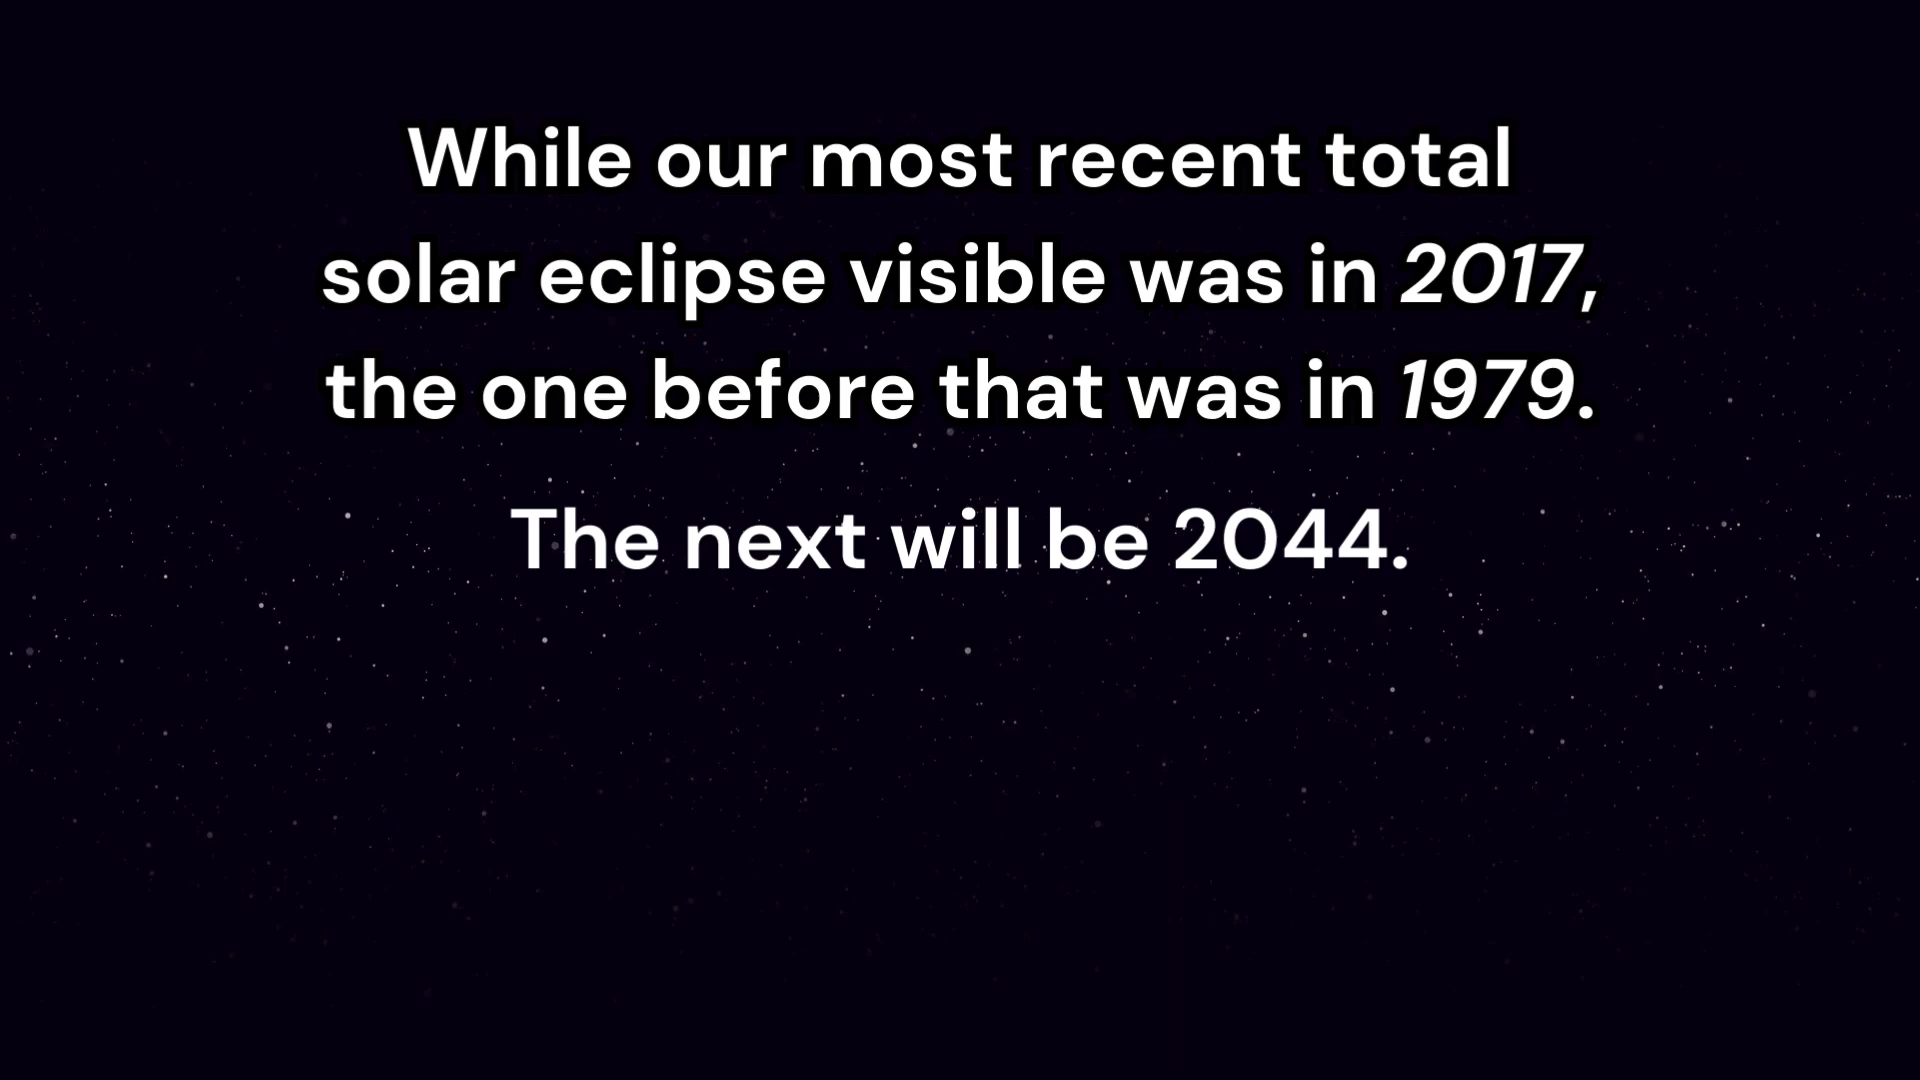 While our most recent total
solar eclipse visible was in 2017,
the one before that was in 1979.
The next will be 2044.